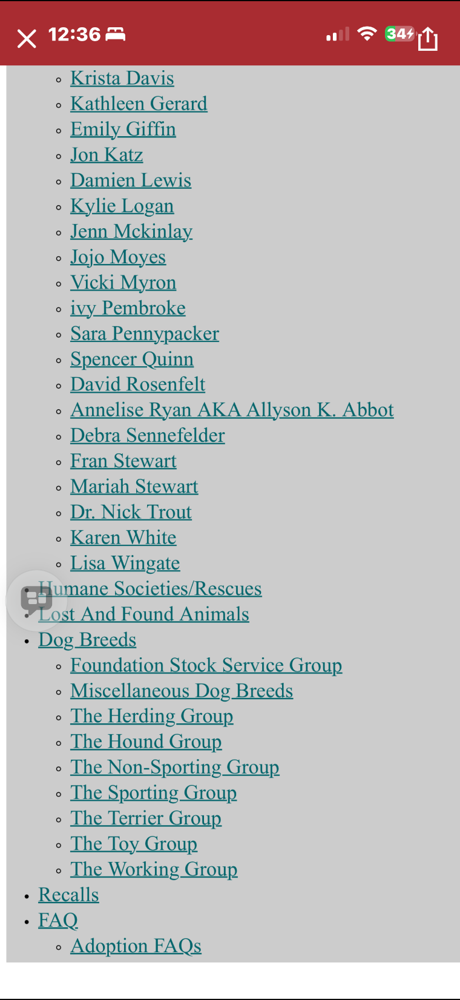 12:36
34
Krista Davis
Kathleen Gerard
Emily Giffin
Jon Katz
Damien Lewis
Kylie Logan
Jenn Mckinlay
Jojo Moyes
Vicki Myron
ivy Pembroke
Sara Pennypacker
Spencer Quinn
David Rosenfelt
Annelise Ryan AKA Allyson K. Abbot
Debra Sennefelder
Fran Stewart
Mariah Stewart
Dr. Nick Trout
Karen White
Lisa Wingate
Humane Societies/Rescues
Lost And Found Animals
Dog Breeds
Foundation Stock Service Group
Miscellaneous Dog Breeds
The Herding Group
The Hound Group
The Non-Sporting Group
The Sporting Group
The Terrier Group
The Toy Group
The Working Group
Recalls
FAQ
Adoption FAQs